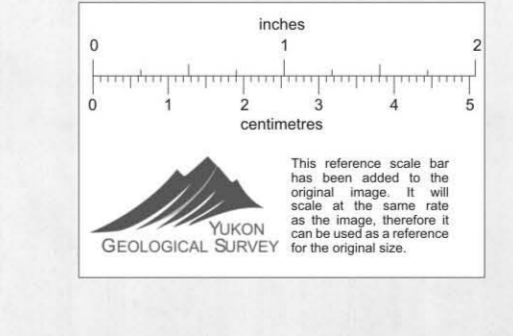 inches
0 1 2
0 1 2 3 4 5
centimetres
This reference scale bar
has been added to the
original image. It will
scale at the same rate
as the image, therefore it
can be used as a reference
for the original size.
YUKON
GEOLOGICAL SURVEY